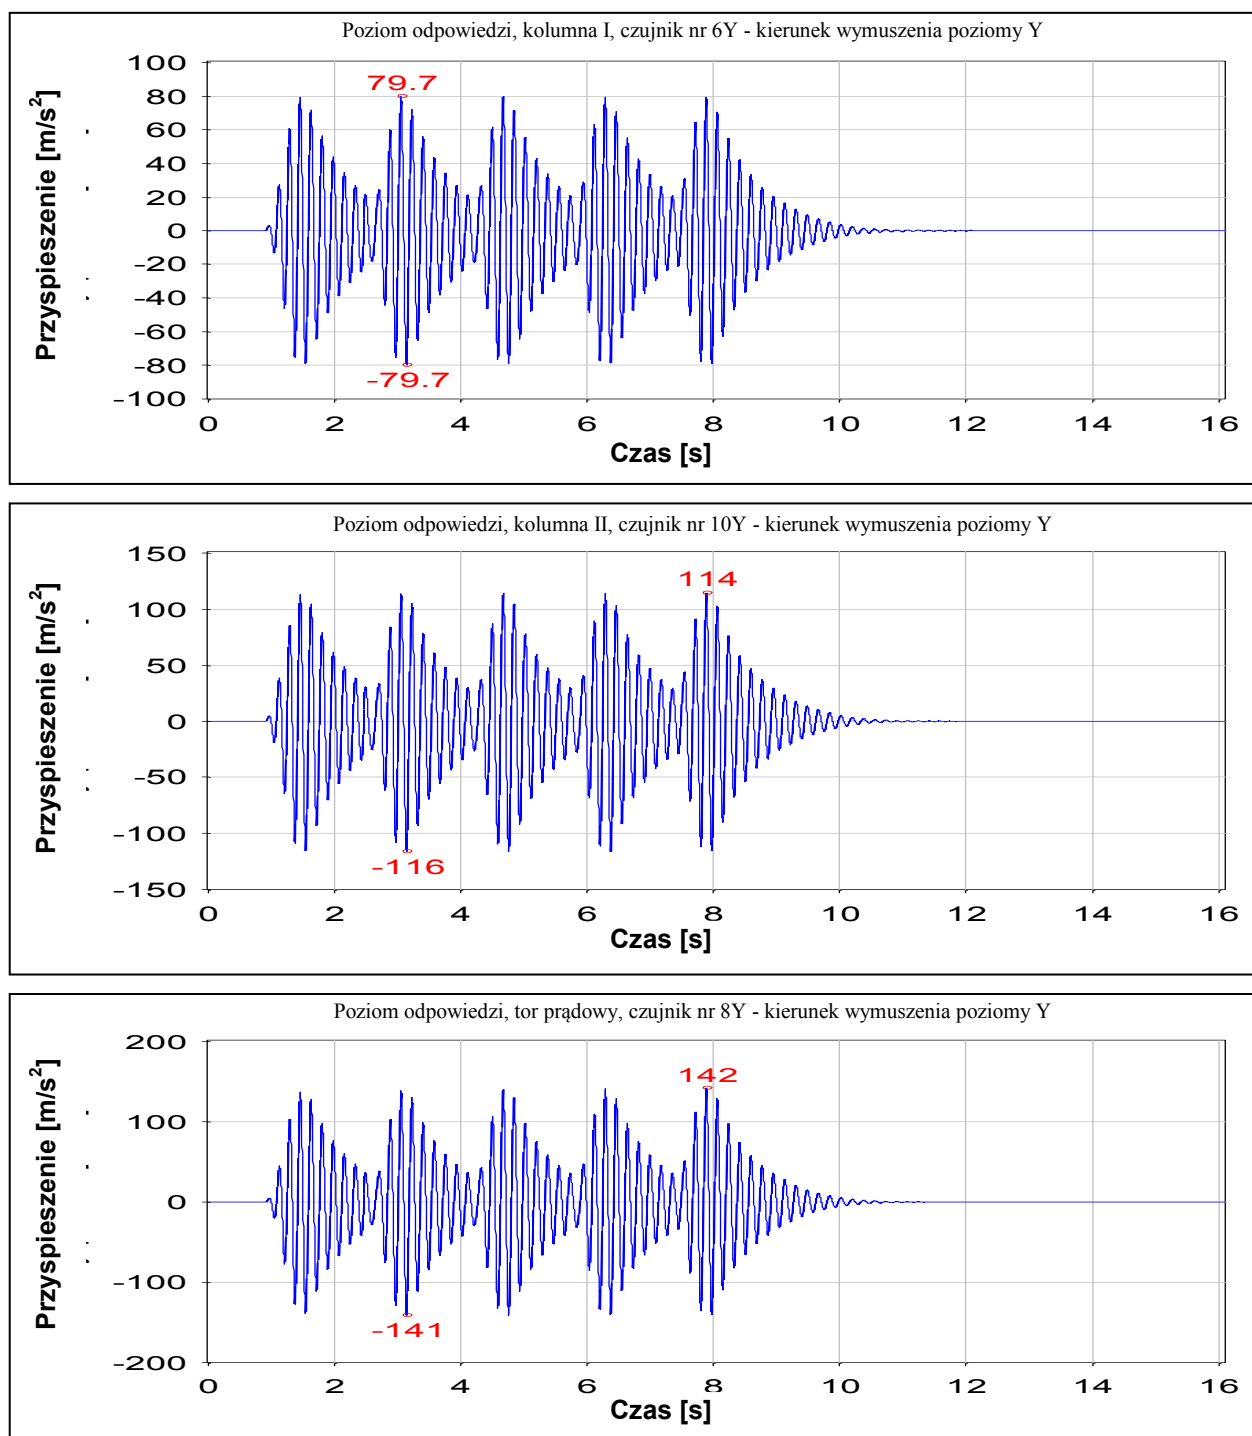 Poziom odpowiedzi, kolumna I, czujnik nr 6Y - kierunek wymuszenia poziomy Y
Przyspieszenie [m/s²]
100
80
60
40
20
0
-20
-40
-60
-80
-100
79.7
-79.7
0 2 4 6 8 10 12 14 16
Czas [s]
Poziom odpowiedzi, kolumna II, czujnik nr 10Y - kierunek wymuszenia poziomy Y
Przyspieszenie [m/s²]
150
100
50
0
-50
-100
-150
114
-116
0 2 4 6 8 10 12 14 16
Czas [s]
Poziom odpowiedzi, tor prądowy, czujnik nr 8Y - kierunek wymuszenia poziomy Y
Przyspieszenie [m/s²]
200
100
0
-100
-200
142
-141
0 2 4 6 8 10 12 14 16
Czas [s]